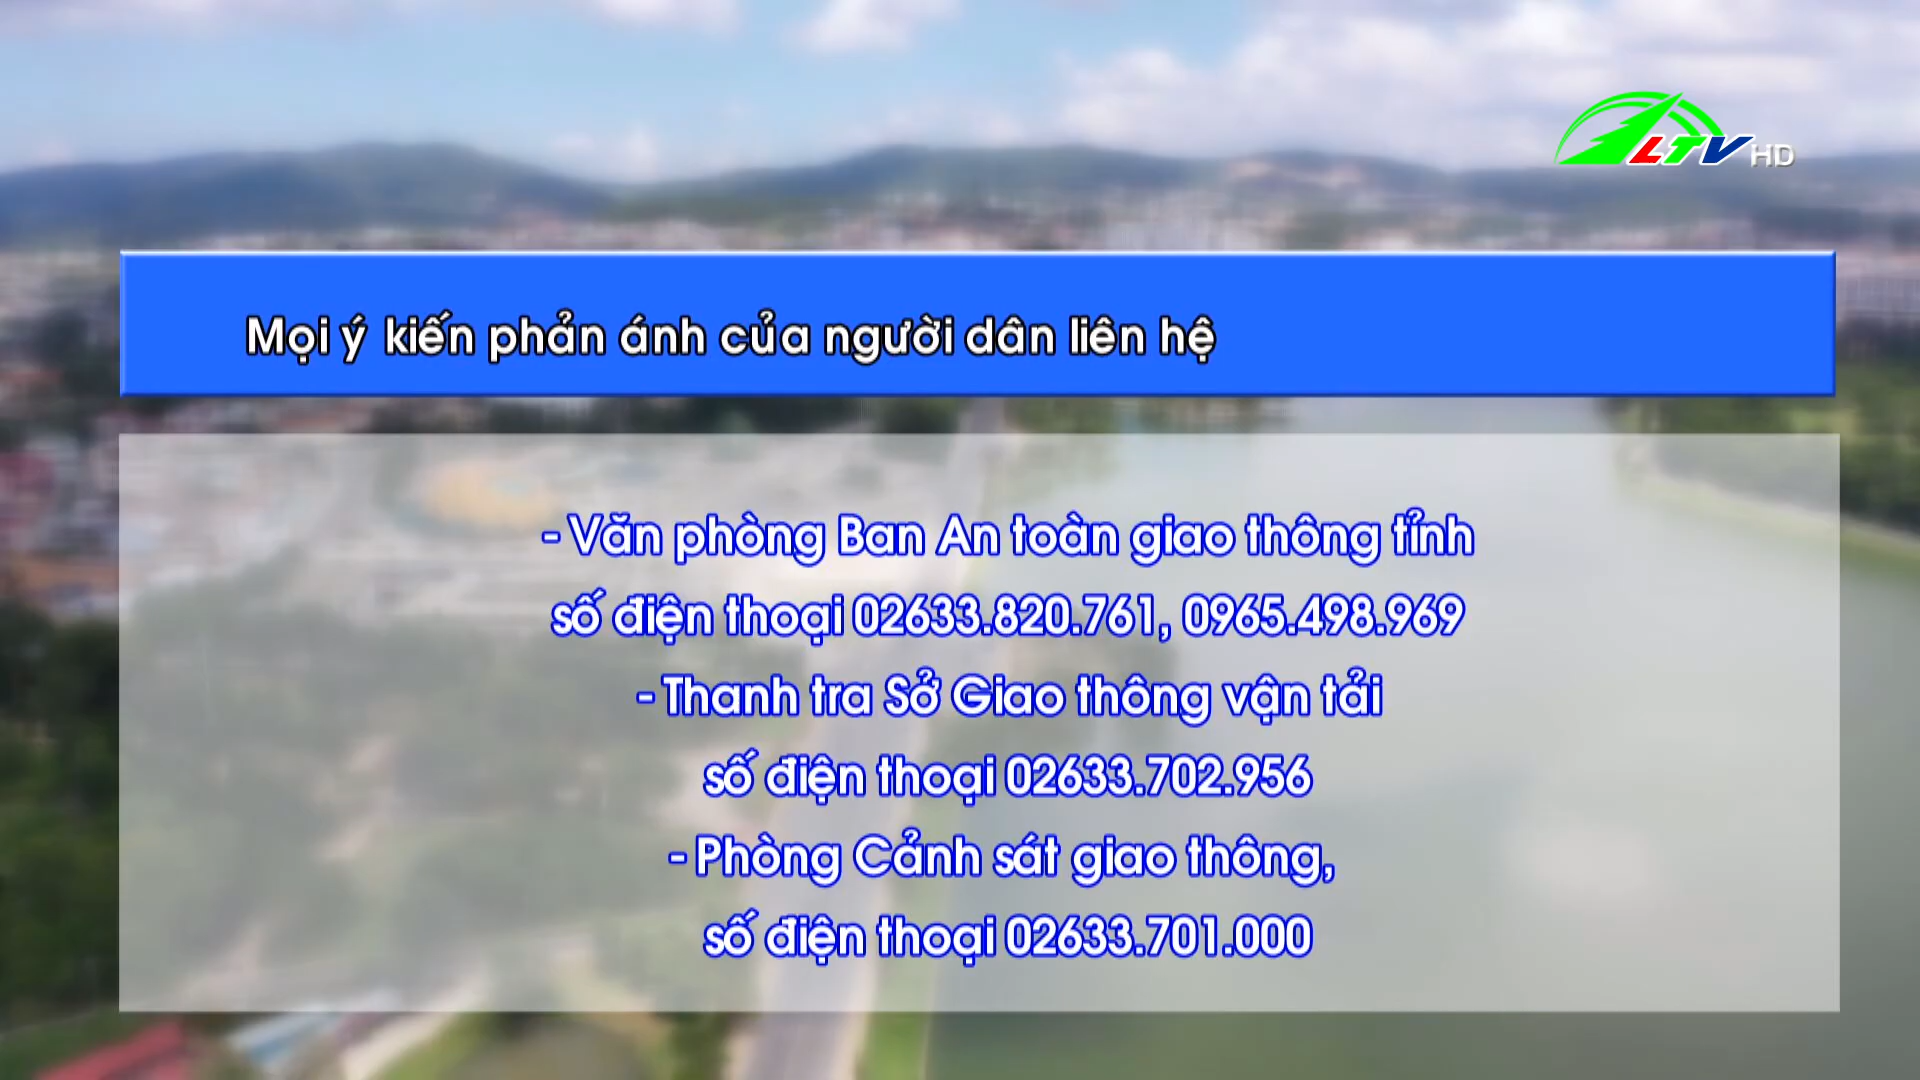 LTV HD
Mọi ý kiến phản ánh của người dân liên hệ
- Văn phòng Ban An toàn giao thông tỉnh
số điện thoại 02633.820.761, 0965.498.969
- Thanh tra Sở Giao thông vận tải
số điện thoại 02633.702.956
- Phòng Cảnh sát giao thông,
số điện thoại 02633.701.000